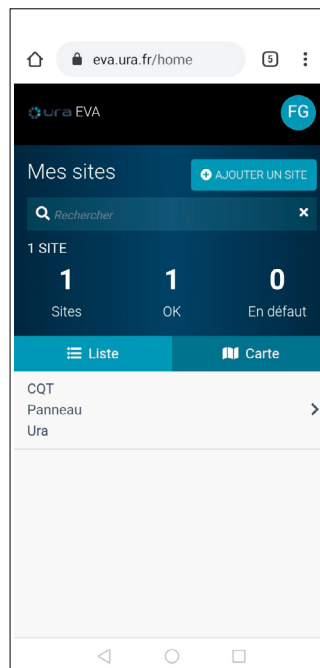 eva.ura.fr/home
5
ura EVA
FG
Mes sites
AJOUTER UN SITE
Rechercher
1 SITE
1
1
0
Sites
OK
En défaut
Liste
Carte
CQT
Panneau
Ura